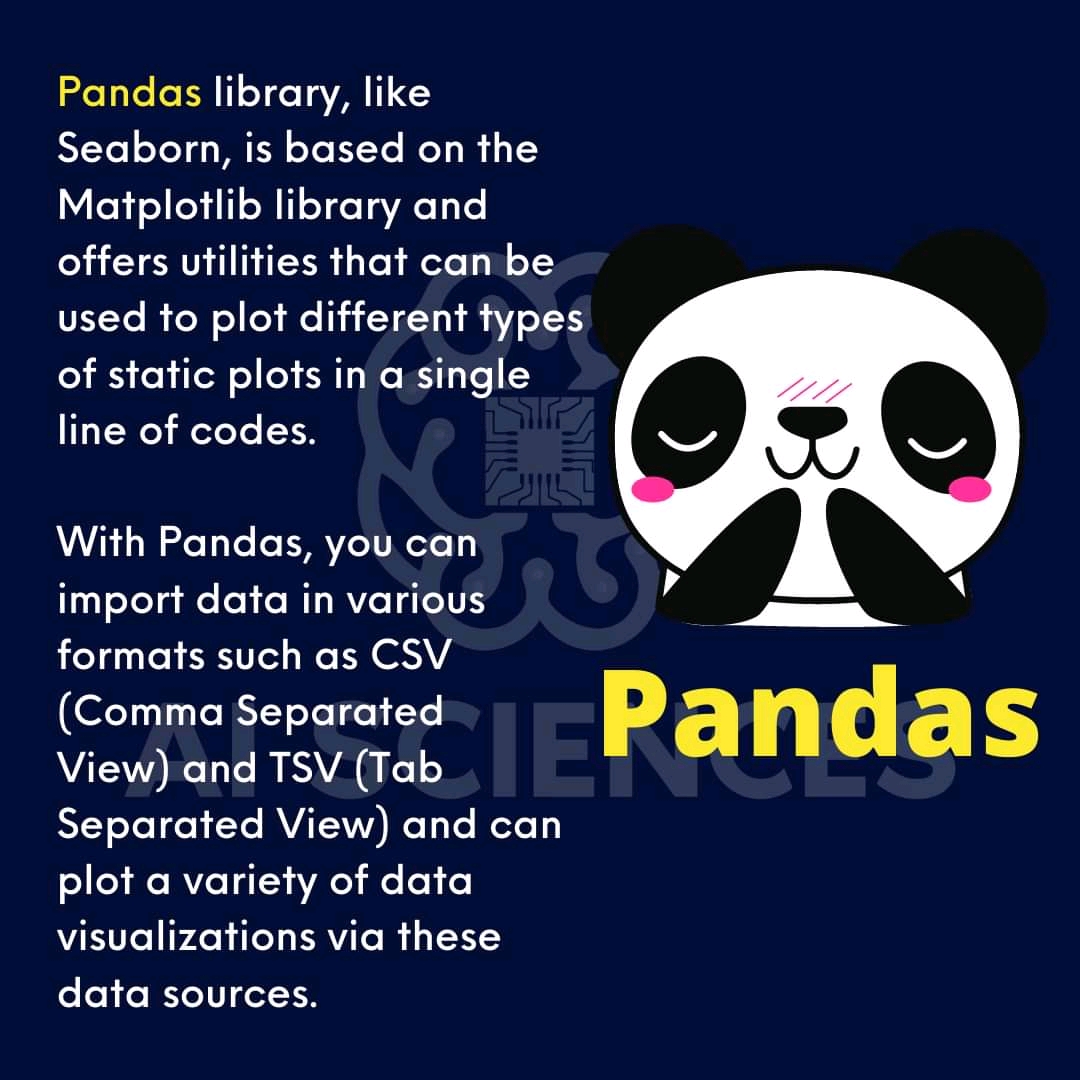 Pandas library, like
Seaborn, is based on the
Matplotlib library and
offers utilities that can be
used to plot different types
of static plots in a single
line of codes.
With Pandas, you can
import data in various
formats such as CSV
(Comma Separated
View) and TSV (Tab
Separated View) and can
plot a variety of data
visualizations via these
data sources.
Pandas
AI SCIENCES